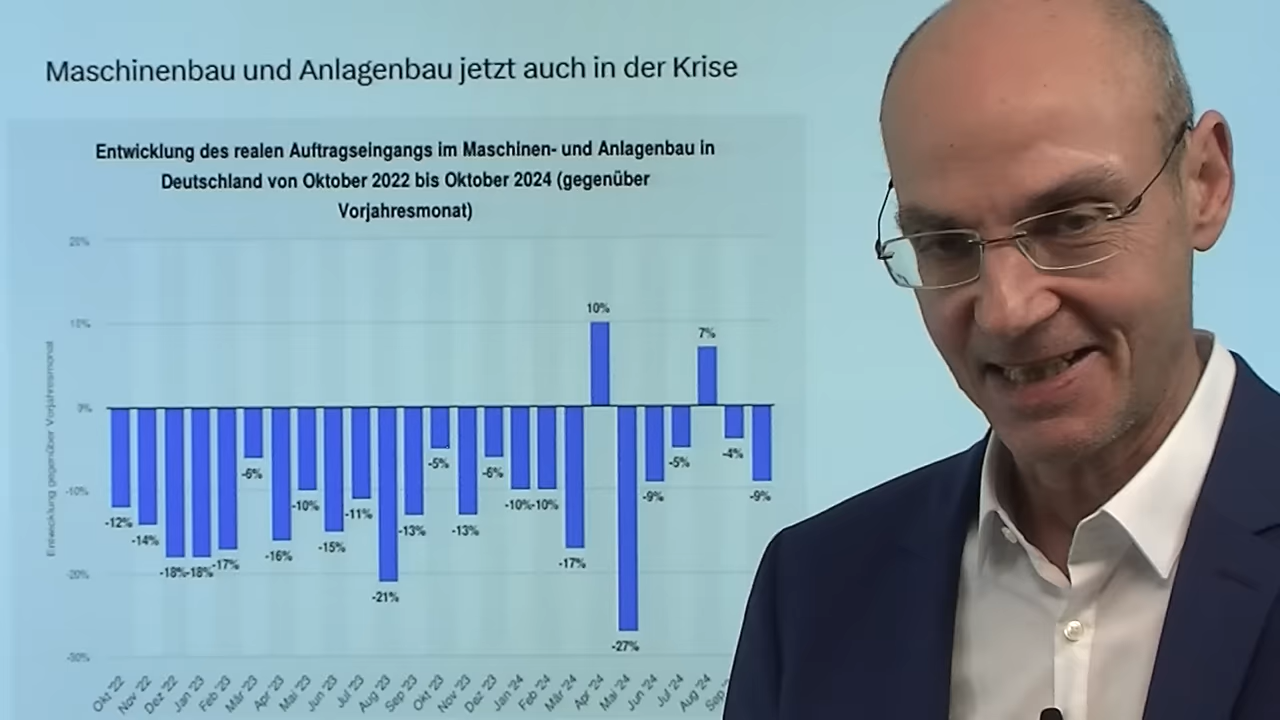 Maschinenbau und Anlagenbau jetzt auch in der Krise
Entwicklung des realen Auftragseingangs im Maschinen- und Anlagenbau in
Deutschland von Oktober 2022 bis Oktober 2024 (gegenüber
Vorjahresmonat)
Entwicklung gegenüber Vorjahresmonat
20%
10%
0%
-10%
-20%
-30%
-12%
-14%
-18%
-18%
-17%
-6%
-16%
-10%
-15%
-11%
-21%
-13%
-5%
-13%
-6%
-10%
-10%
-17%
10%
-27%
-9%
-5%
7%
-4%
-9%
Okt '22
Nov '22
Dez '22
Jan '23
Feb '23
Mär '23
Apr '23
Mai '23
Jun '23
Jul '23
Aug '23
Sep '23
Okt '23
Nov '23
Dez '23
Jan '24
Feb '24
Mär '24
Apr '24
Mai '24
Jun '24
Jul '24
Aug '24
Sep